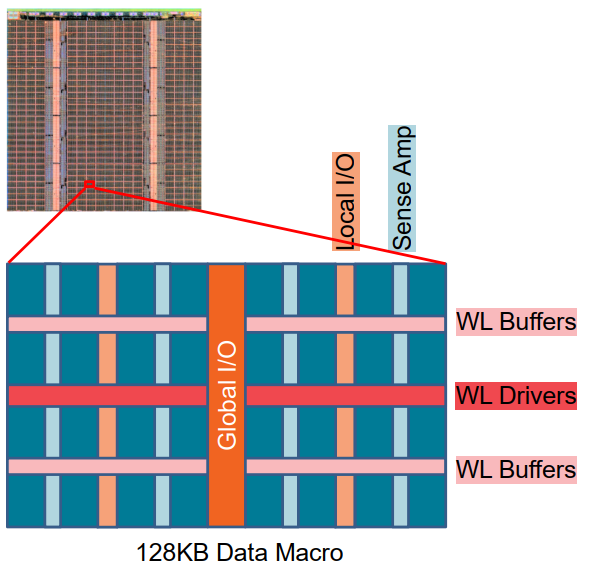 Local I/O
Sense Amp
WL Buffers
Global I/O
WL Drivers
WL Buffers
128KB Data Macro